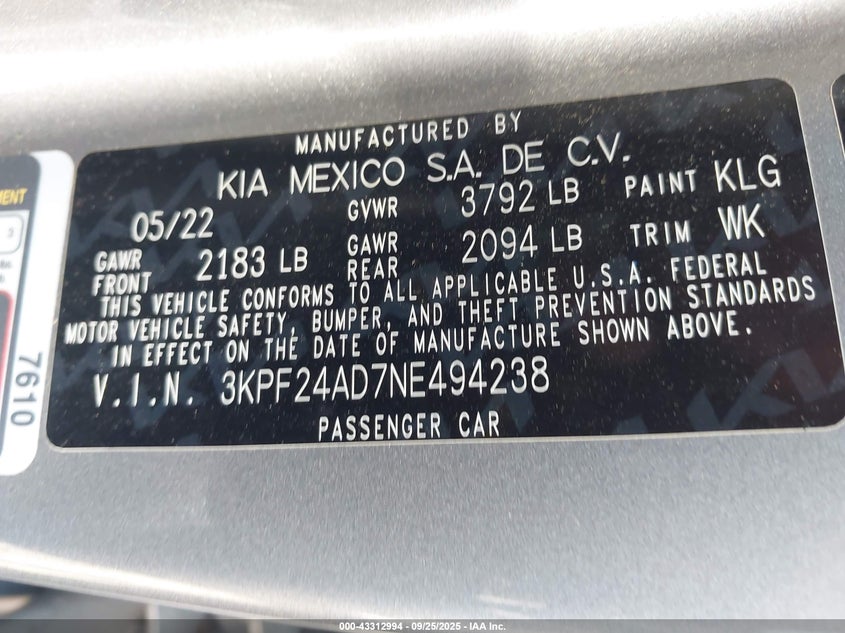 MANUFACTURED BY
KIA MEXICO S.A. DE C.V.
05/22 GVWR 3792 LB PAINT KLG
GAWR FRONT 2183 LB GAWR REAR 2094 LB TRIM WK
THIS VEHICLE CONFORMS TO ALL APPLICABLE U.S.A. FEDERAL
MOTOR VEHICLE SAFETY, BUMPER, AND THEFT PREVENTION STANDARDS
IN EFFECT ON THE DATE OF MANUFACTURE SHOWN ABOVE.
V.I.N. 3KPF24AD7NE494238
PASSENGER CAR
7610
000-43312994 - 09/25/2025 - IAA Inc.